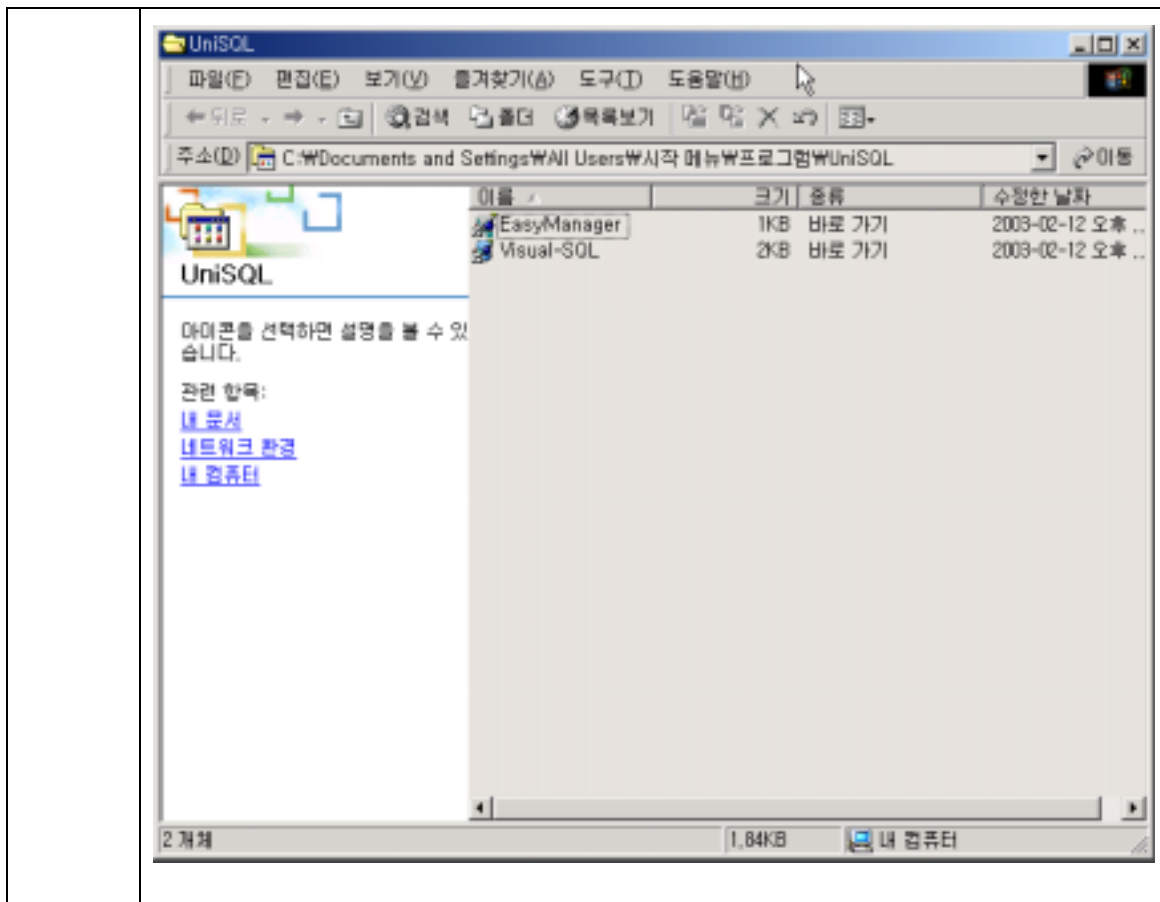 UniSQL
파일(F) 편집(E) 보기(V) 즐겨찾기(A) 도구(T) 도움말(H)
뒤로 검색 폴더 목록보기
주소(D) C:₩Documents and Settings₩All Users₩시작 메뉴₩프로그램₩UniSQL 이동
이름 크기 종류 수정한 날짜
EasyManager 1KB 바로 가기 2003-02-12 오후 ..
Visual-SQL 2KB 바로 가기 2003-02-12 오후 ..
UniSQL
아이콘을 선택하면 설명을 볼 수 있
습니다.
관련 항목:
내 문서
네트워크 환경
내 컴퓨터
2 개체 1,84KB 내 컴퓨터